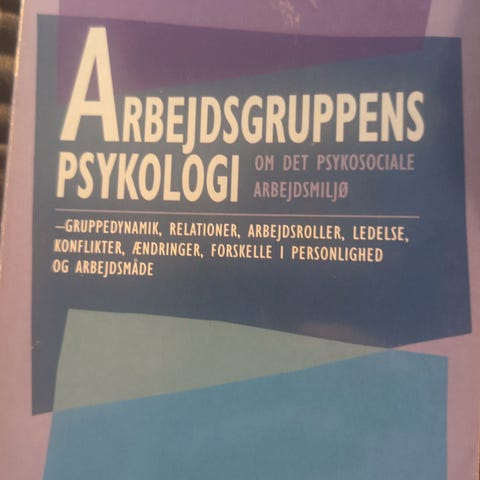 ARBEJDSGRUPPENS
PSYKOLOGI OM DET PSYKOSOCIALE
ARBEJDSMILJØ
—GRUPPEDYNAMIK, RELATIONER, ARBEJDSROLLER, LEDELSE,
KONFLIKTER, ÆNDRINGER, FORSKELLE I PERSONLIGHED
OG ARBEJDSMÅDE